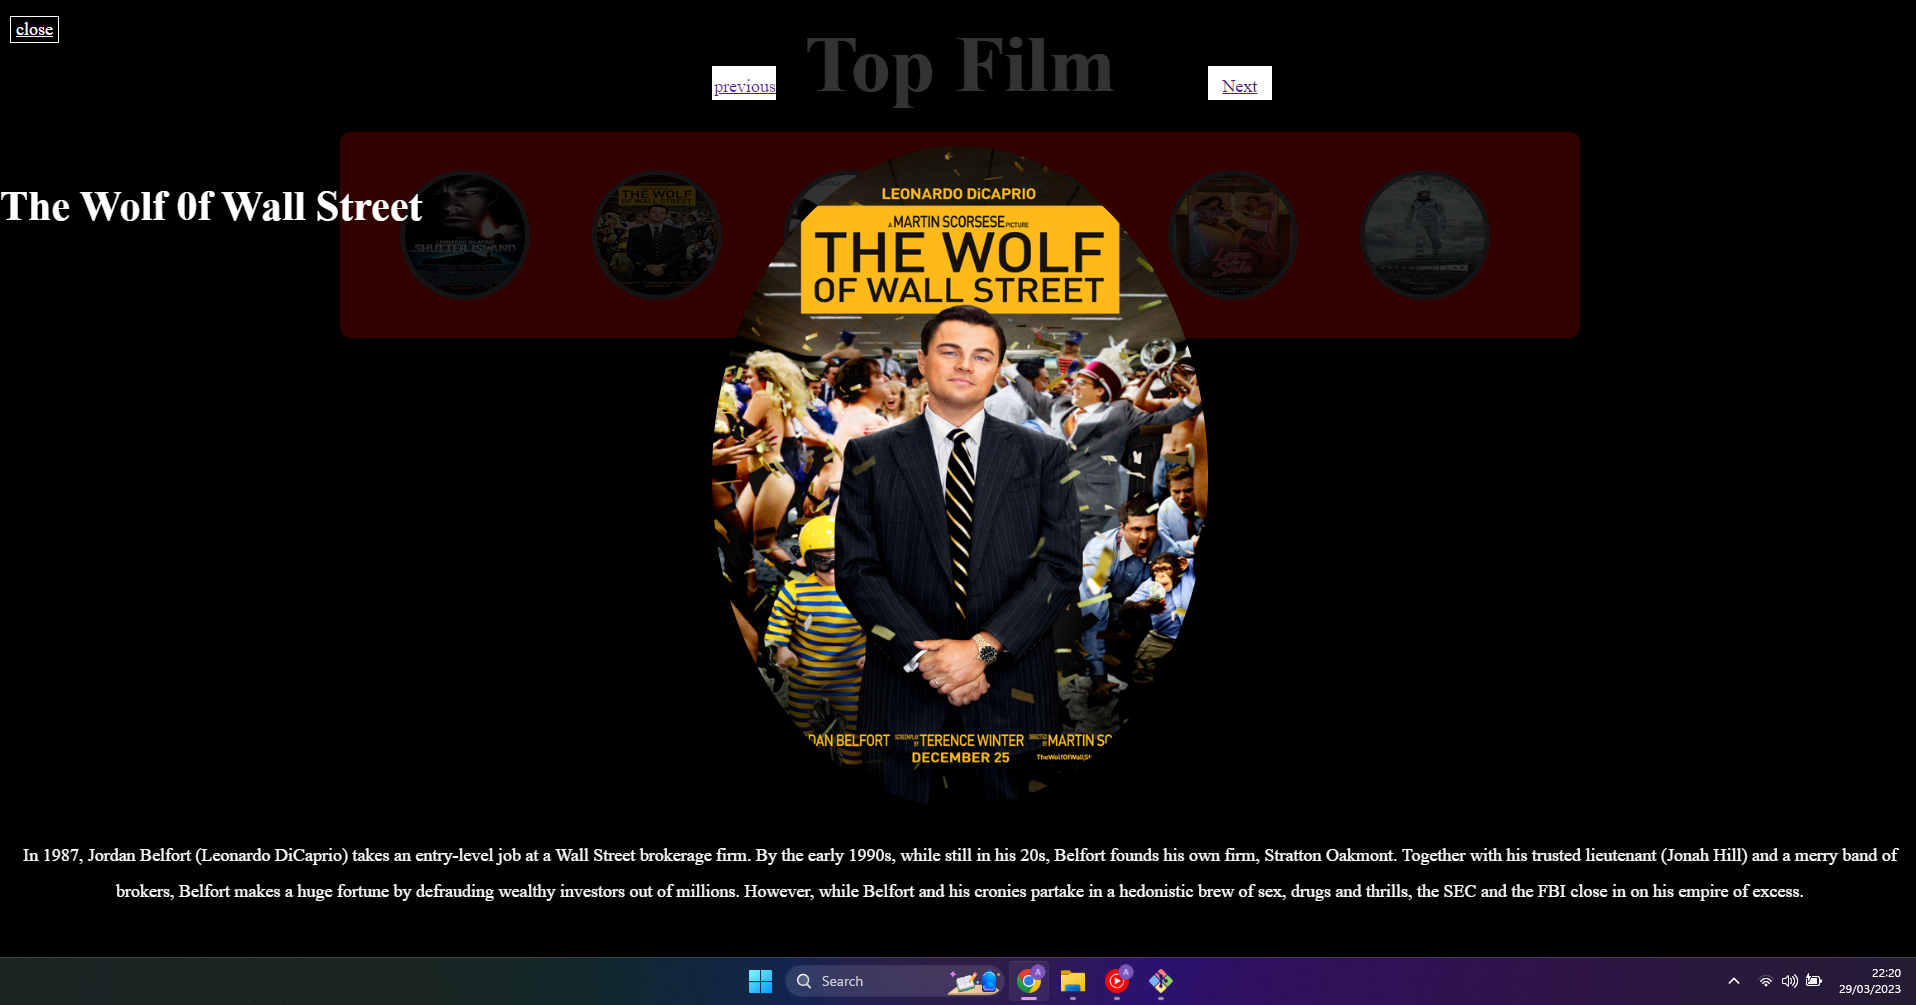 close
Top Film
previous
Next
The Wolf 0f Wall Street
LEONARDO DICAPRIO
SHUTTER ISLAND
THE WOLF
OF WALL STREET
LEONARDO DiCAPRIO
A MARTIN SCORSESE PICTURE
THE WOLF
OF WALL STREET
DAN BELFORT SCREENPLAY BY TERENCE WINTER DIRECTED BY MARTIN SC
DECEMBER 25
TheWolfOfWallSt
In 1987, Jordan Belfort (Leonardo DiCaprio) takes an entry-level job at a Wall Street brokerage firm. By the early 1990s, while still in his 20s, Belfort founds his own firm, Stratton Oakmont. Together with his trusted lieutenant (Jonah Hill) and a merry band of
brokers, Belfort makes a huge fortune by defrauding wealthy investors out of millions. However, while Belfort and his cronies partake in a hedonistic brew of sex, drugs and thrills, the SEC and the FBI close in on his empire of excess.
Search
A
A
22:20
29/03/2023